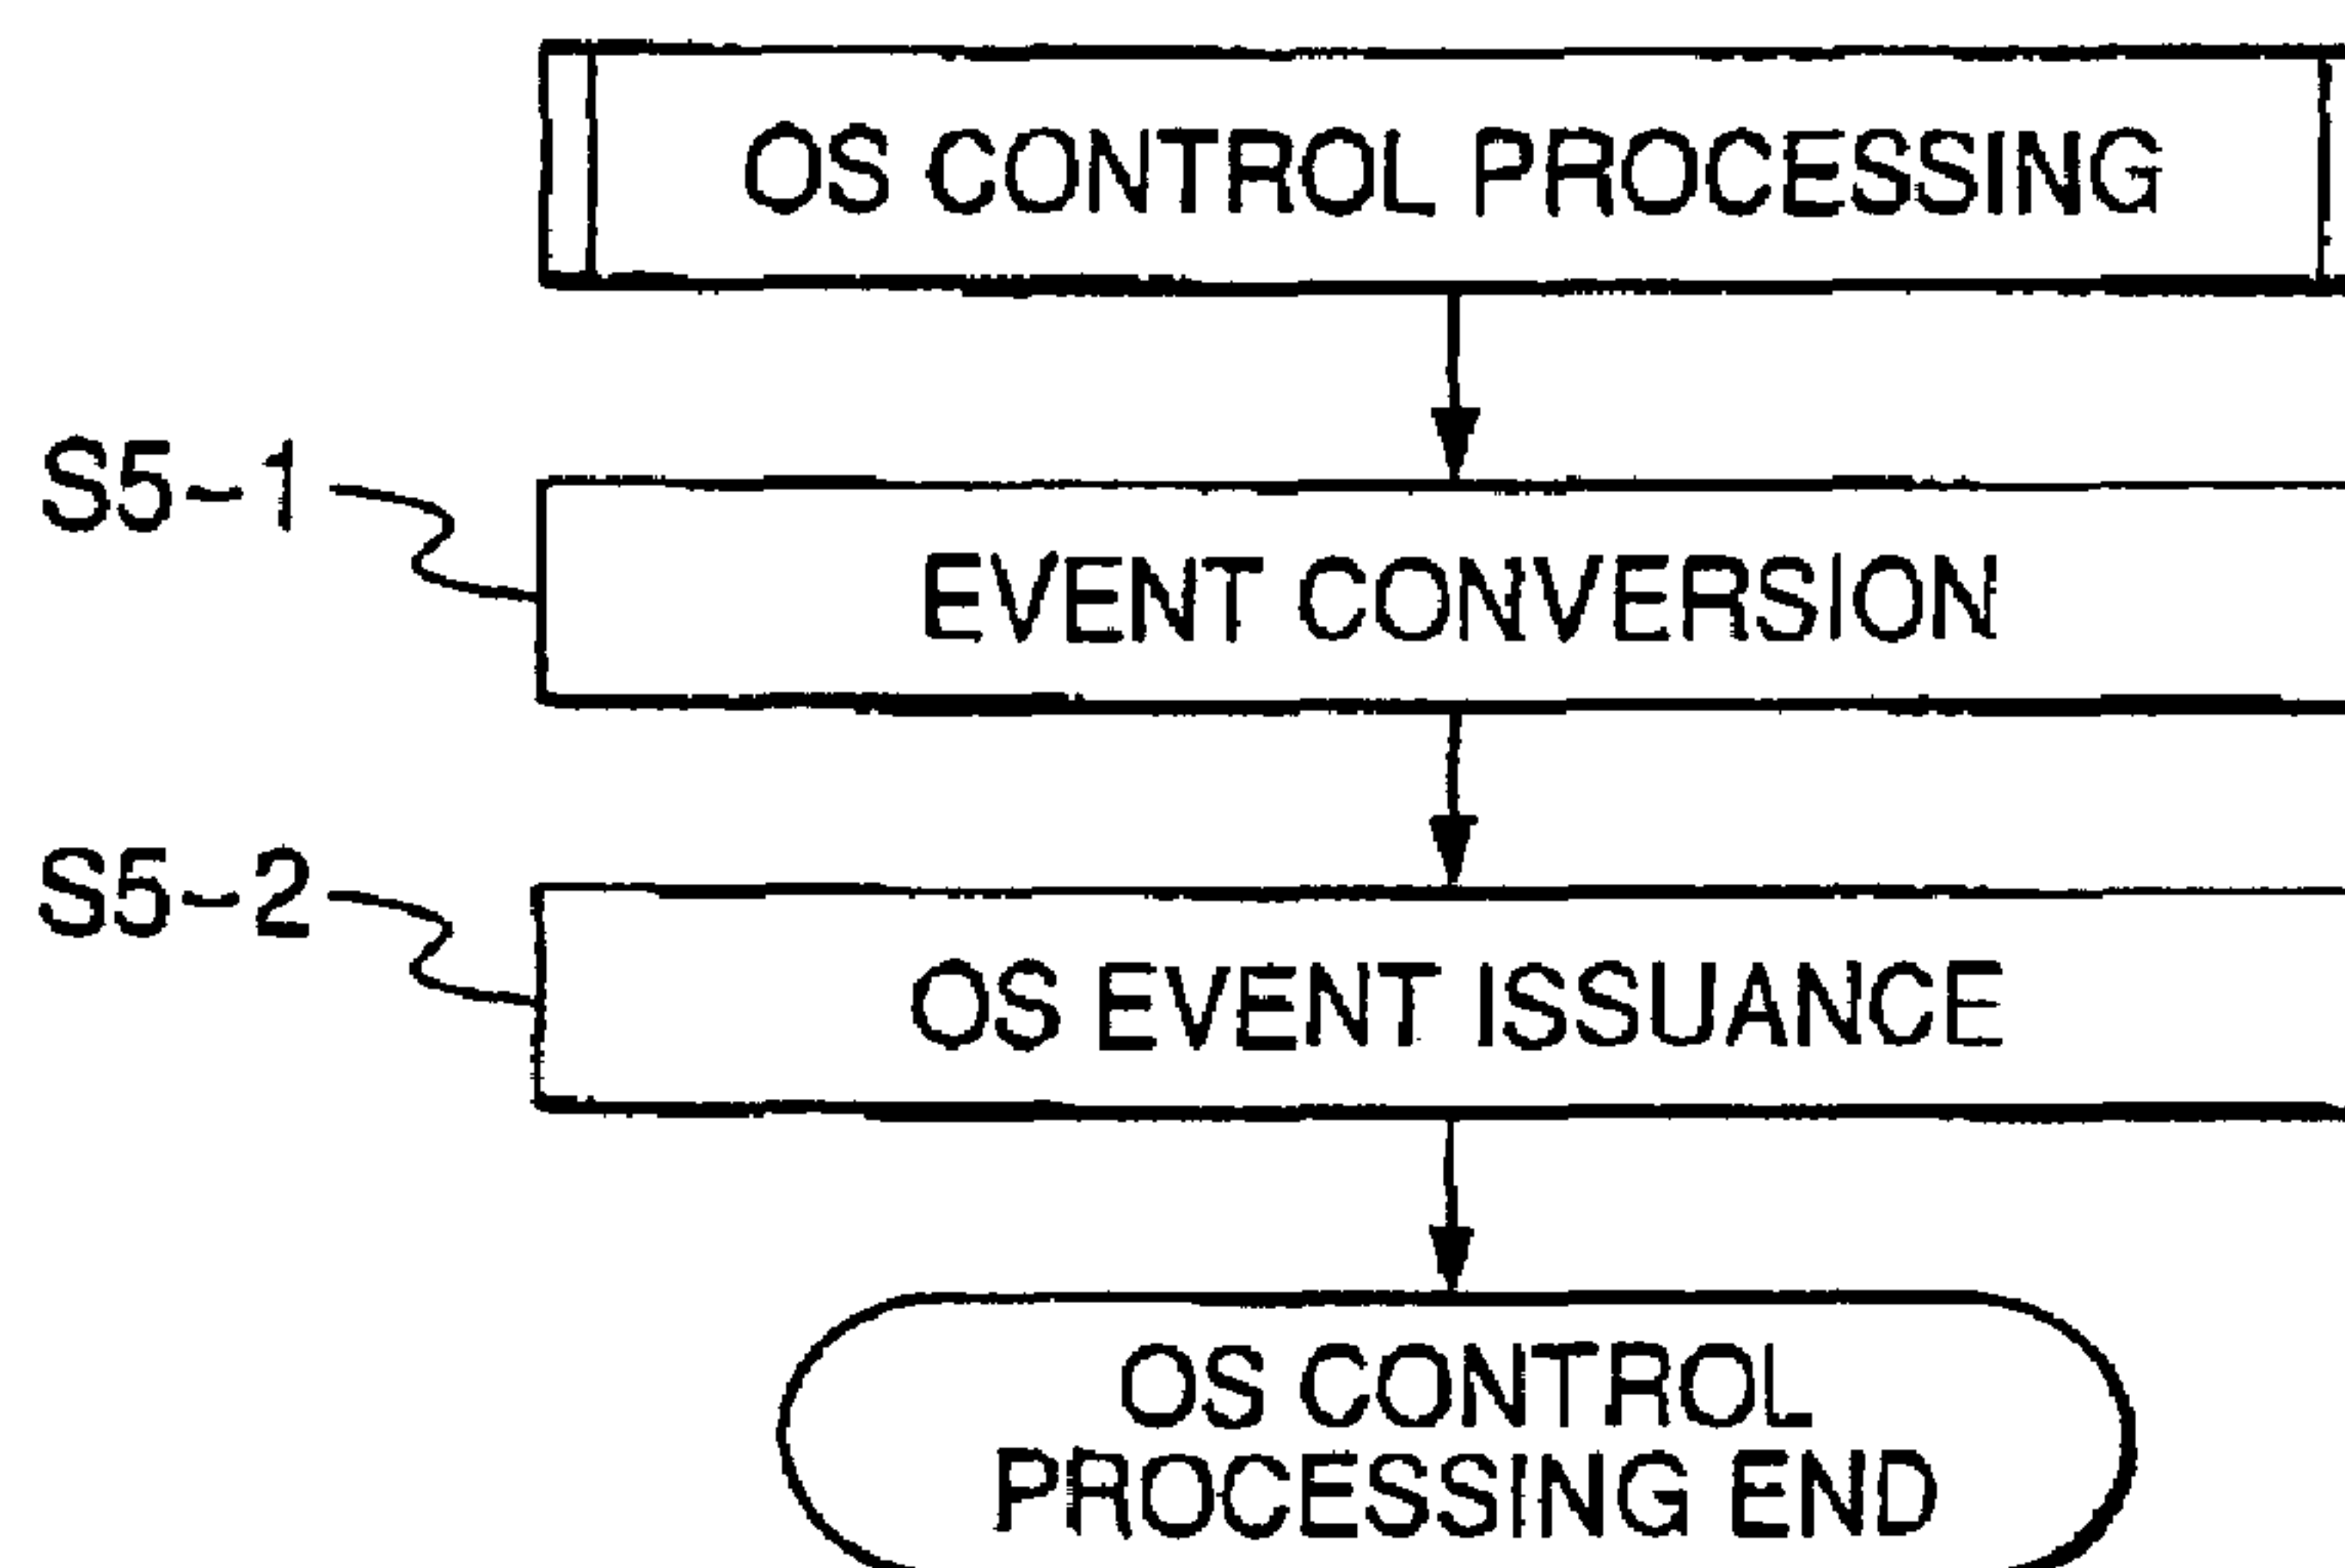 OS CONTROL PROCESSING
S5-1
EVENT CONVERSION
S5-2
OS EVENT ISSUANCE
OS CONTROL
PROCESSING END